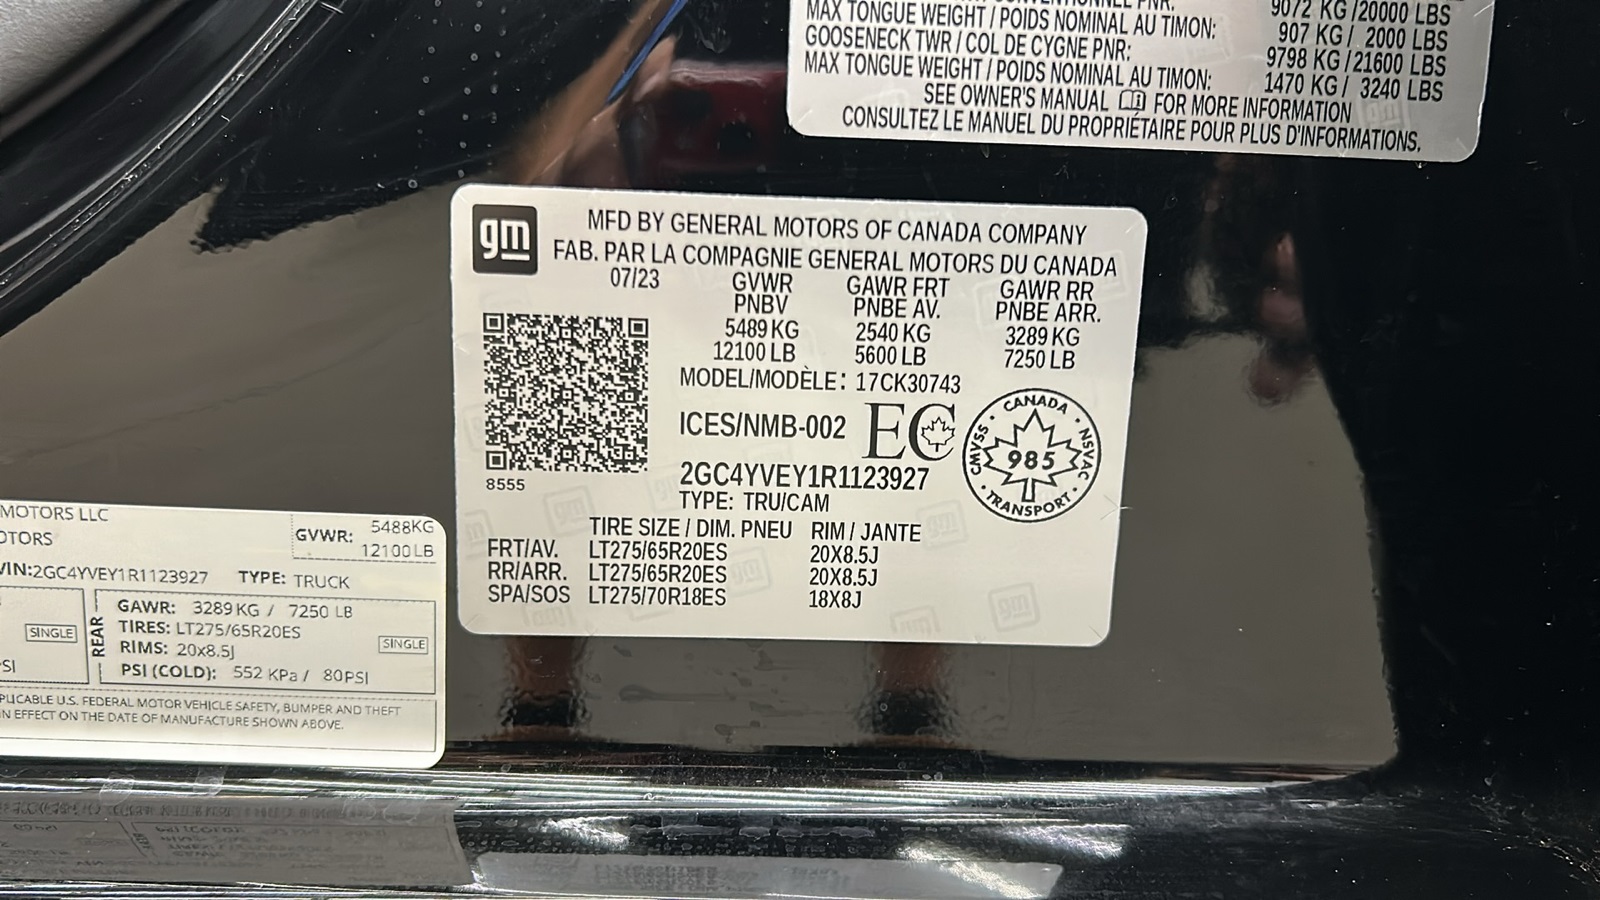 CONVENTIONNEL PNR: 9072 KG /20000 LBS
MAX TONGUE WEIGHT / POIDS NOMINAL AU TIMON: 907 KG / 2000 LBS
GOOSENECK TWR / COL DE CYGNE PNR: 9798 KG /21600 LBS
MAX TONGUE WEIGHT / POIDS NOMINAL AU TIMON: 1470 KG / 3240 LBS
SEE OWNER'S MANUAL FOR MORE INFORMATION
CONSULTEZ LE MANUEL DU PROPRIÉTAIRE POUR PLUS D'INFORMATIONS.
gm
MFD BY GENERAL MOTORS OF CANADA COMPANY
FAB. PAR LA COMPAGNIE GENERAL MOTORS DU CANADA
07/23 GVWR GAWR FRT GAWR RR
PNBV PNBE AV. PNBE ARR.
5489 KG 2540 KG 3289 KG
12100 LB 5600 LB 7250 LB
MODEL/MODÈLE: 17CK30743
ICES/NMB-002 EC
CANADA
CMVSS 985 NSVAC
TRANSPORT
2GC4YVEY1R1123927
8555
TYPE: TRU/CAM
TIRE SIZE / DIM. PNEU RIM / JANTE
FRT/AV. LT275/65R20ES 20X8.5J
RR/ARR. LT275/65R20ES 20X8.5J
SPA/SOS LT275/70R18ES 18X8J
MOTORS LLC
GVWR: 5488KG
12100LB
VIN:2GC4YVEY1R1123927 TYPE: TRUCK
SINGLE
REAR
GAWR: 3289KG / 7250 LB
TIRES: LT275/65R20ES
RIMS: 20x8.5J SINGLE
PSI (COLD): 552 KPa / 80PSI
U.S. FEDERAL MOTOR VEHICLE SAFETY, BUMPER AND THEFT
IN EFFECT ON THE DATE OF MANUFACTURE SHOWN ABOVE.